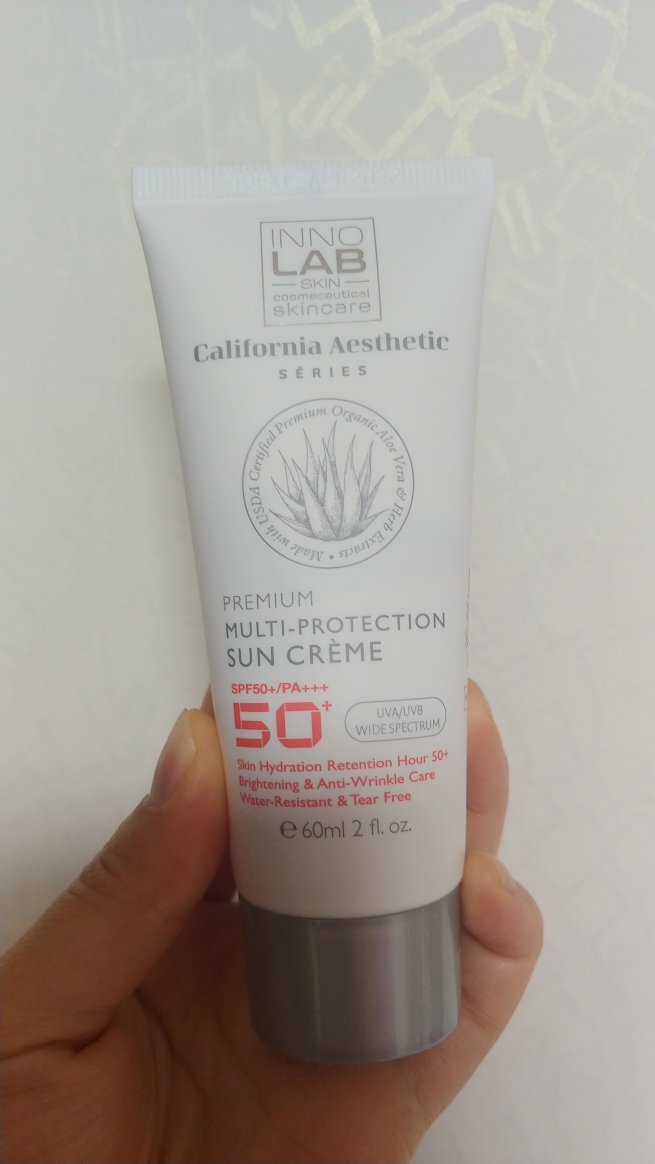 INNO
LAB
SKIN
cosmeceutical
skincare
California Aesthetic
SÉRIES
Made with USDA Certified Premium Organic Aloe Vera & Herb Extracts •
PREMIUM
MULTI-PROTECTION
SUN CRÈME
SPF50+/PA+++
50+
UVA/UVB
WIDE SPECTRUM
Skin Hydration Retention Hour 50+
Brightening & Anti-Wrinkle Care
Water-Resistant & Tear Free
℮ 60ml 2 fl. oz.